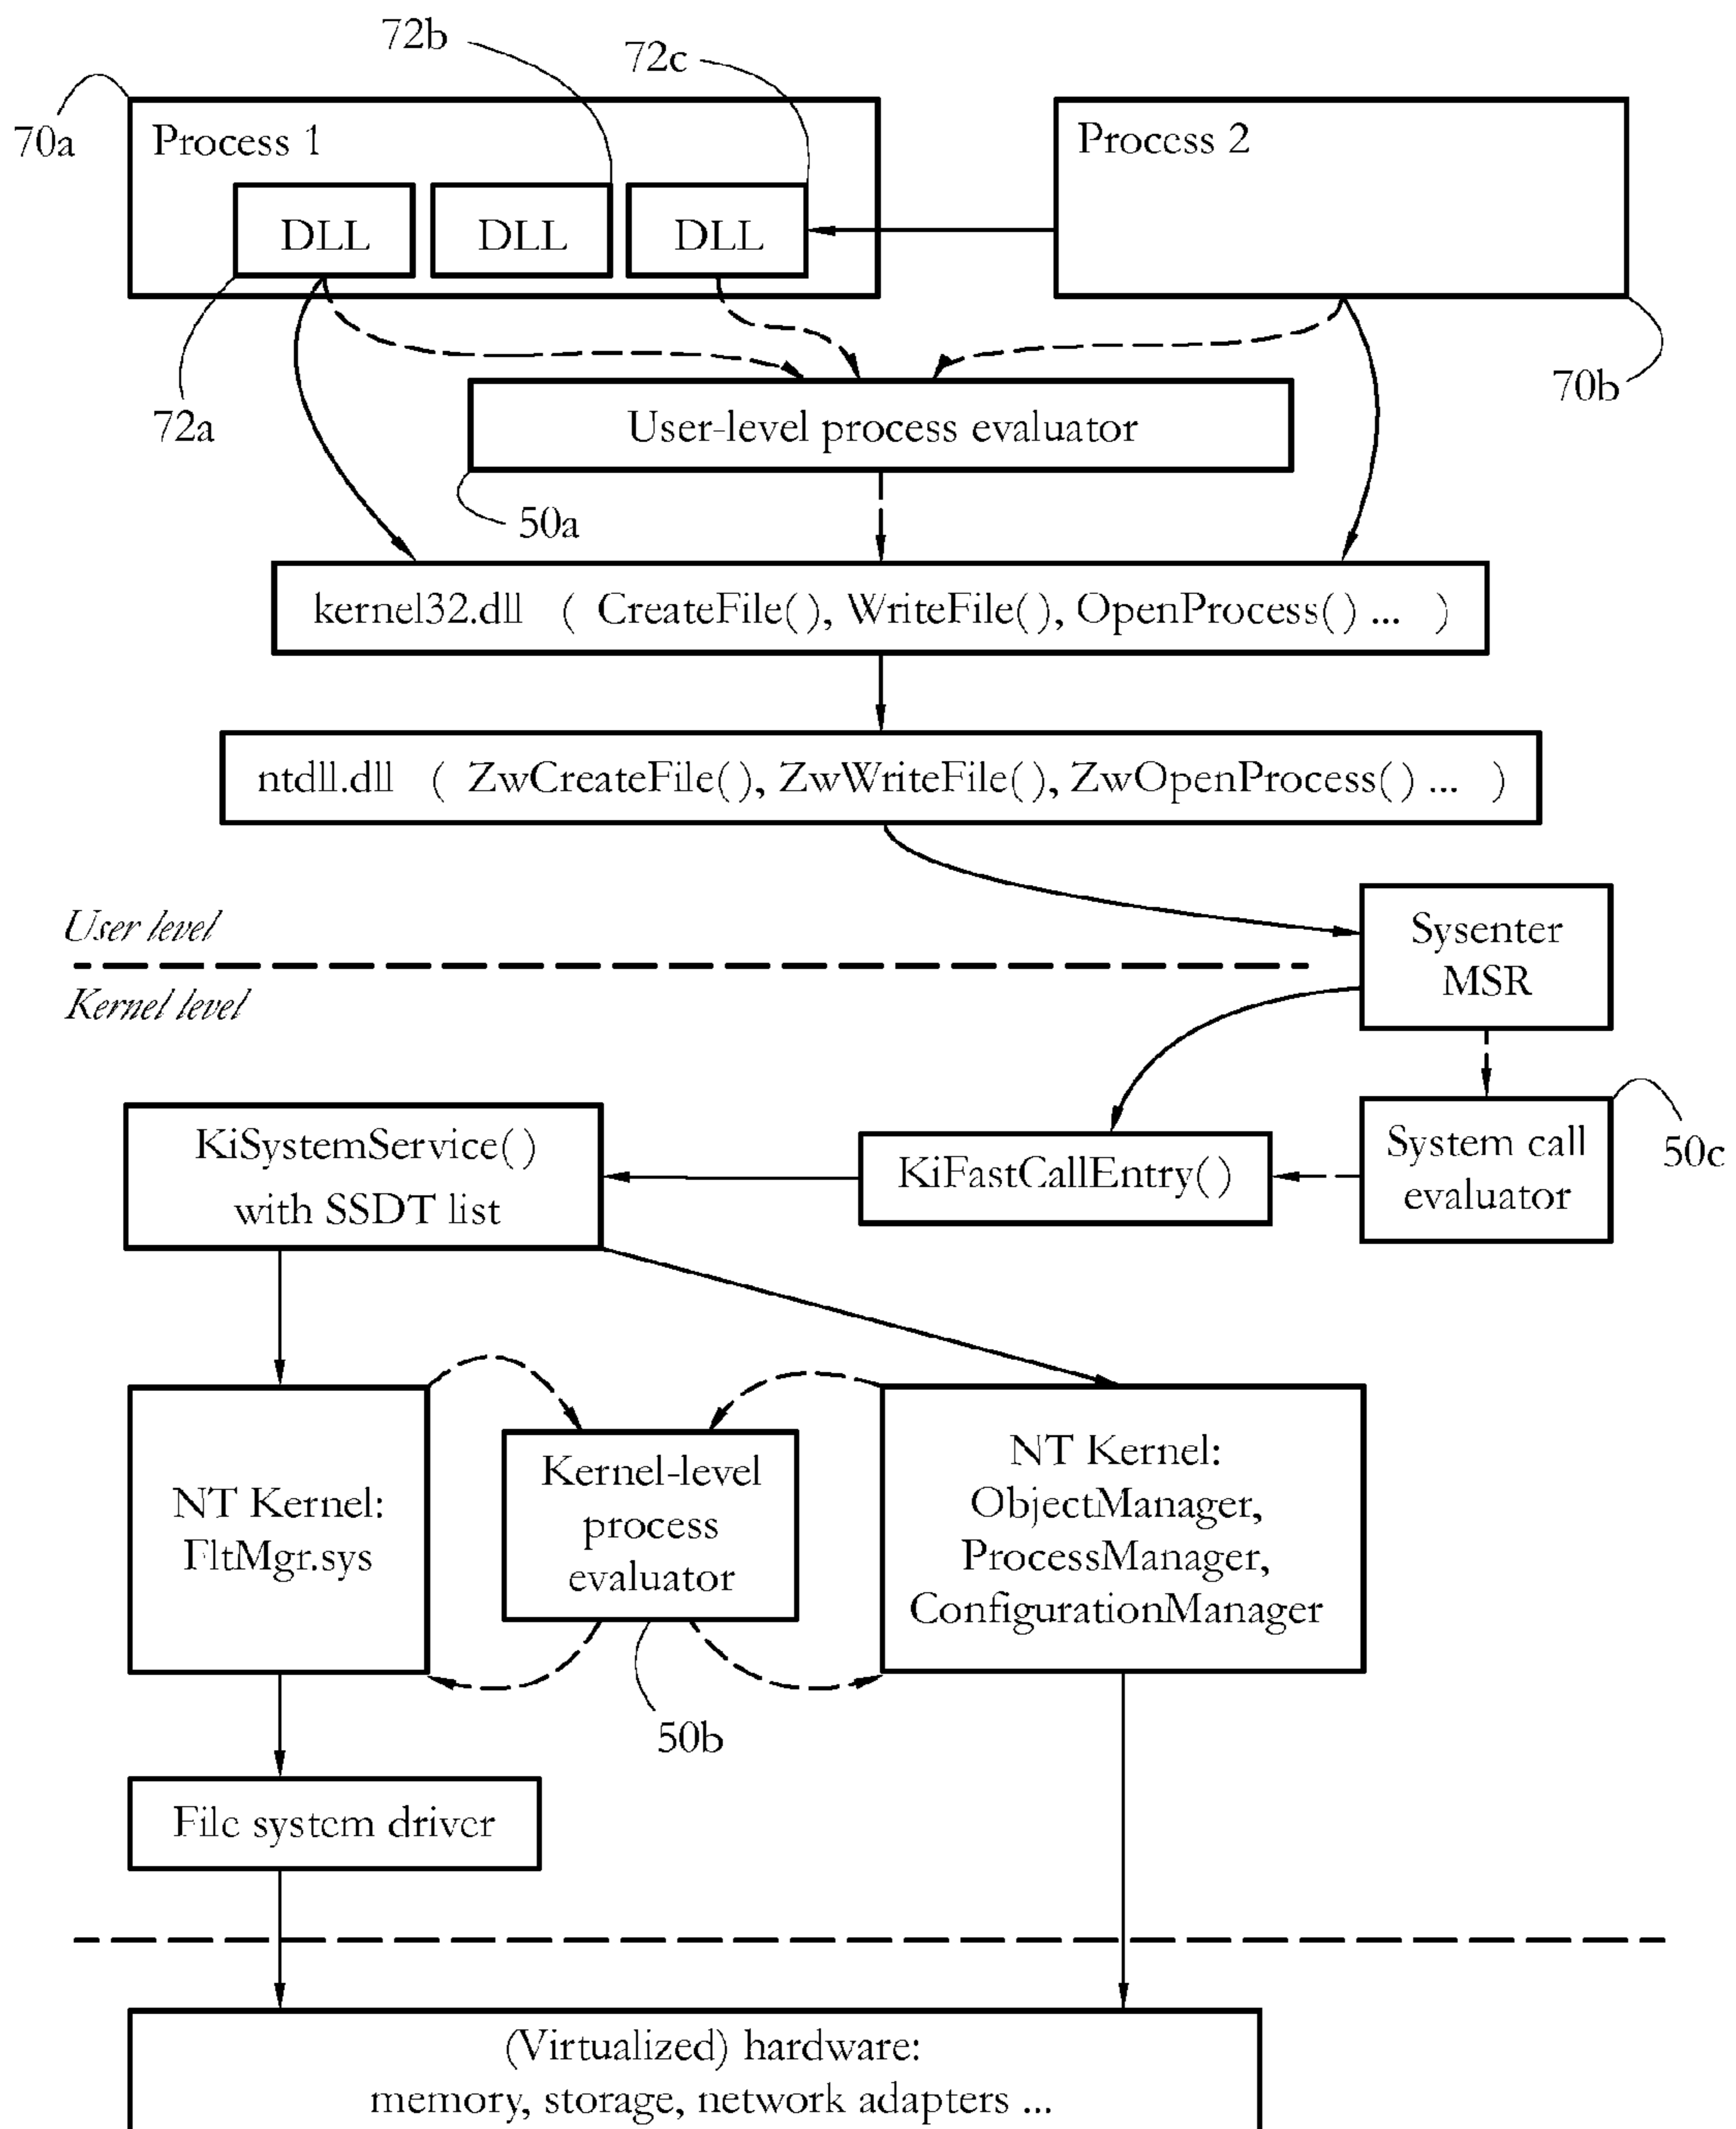 72b
72c
70a
Process 1
Process 2
DLL
DLL
DLL
72a
70b
User-level process evaluator
50a
kernel32.dll ( CreateFile(), WriteFile(), OpenProcess() ... )
ntdll.dll ( ZwCreateFile(), ZwWriteFile(), ZwOpenProcess() ... )
User level
Kernel level
Sysenter
MSR
KiSystemService()
with SSDT list
KiFastCallEntry()
System call
evaluator
50c
NT Kernel:
FltMgr.sys
Kernel-level
process
evaluator
NT Kernel:
ObjectManager,
ProcessManager,
ConfigurationManager
50b
File system driver
(Virtualized) hardware:
memory, storage, network adapters ...